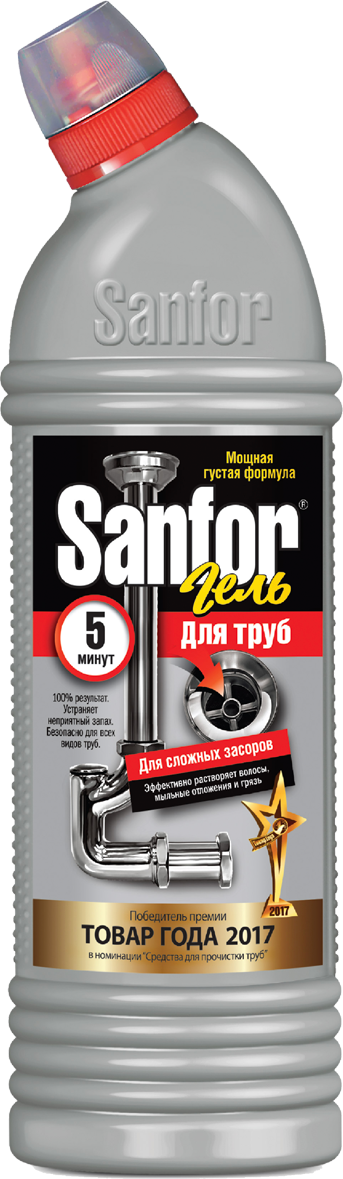 Sanfor
Мощная
густая формула
Sanfor®
Гель
5
минут
Для труб
100% результат.
Устраняет
неприятный запах.
Безопасно для всех
видов труб.
Для сложных засоров
Эффективно растворяет волосы,
мыльные отложения и грязь
2017
Победитель премии
ТОВАР ГОДА 2017
в номинации "Средства для прочистки труб"